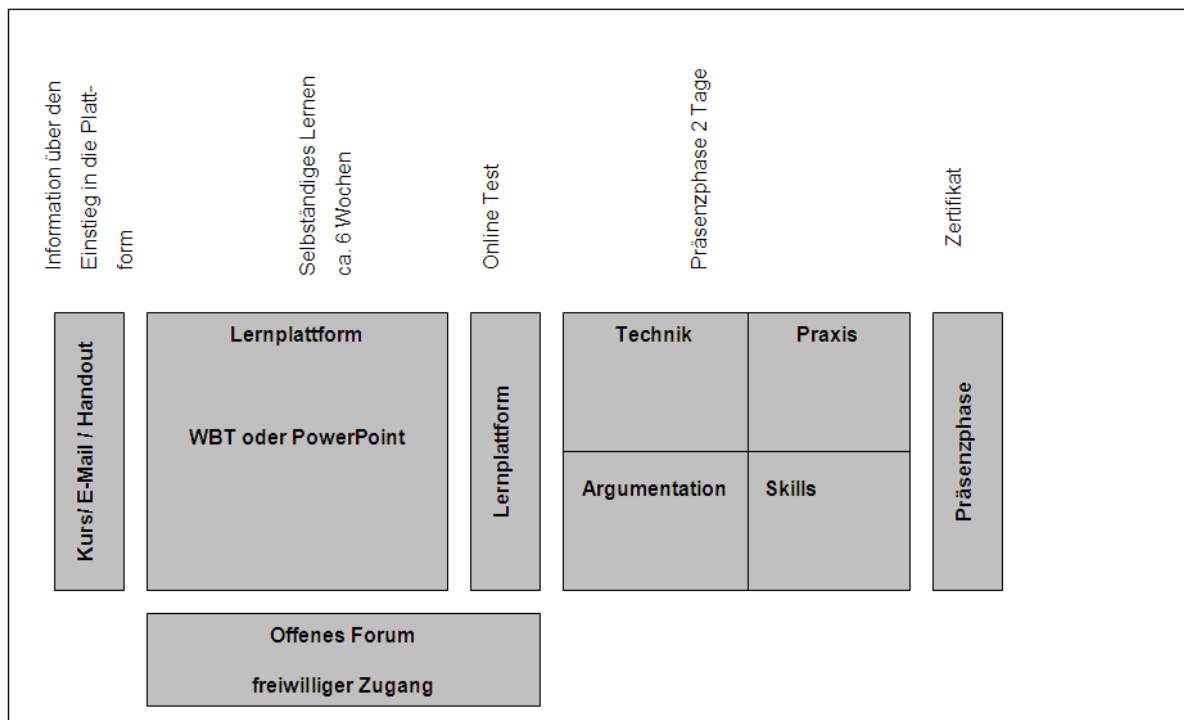 Information über den
Einstieg in die Platt-
form
Selbständiges Lernen
ca. 6 Wochen
Online Test
Präsenzphase 2 Tage
Zertifikat
Kurs/ E-Mail / Handout
Lernplattform
WBT oder PowerPoint
Lernplattform
Technik
Praxis
Argumentation
Skills
Präsenzphase
Offenes Forum
freiwilliger Zugang